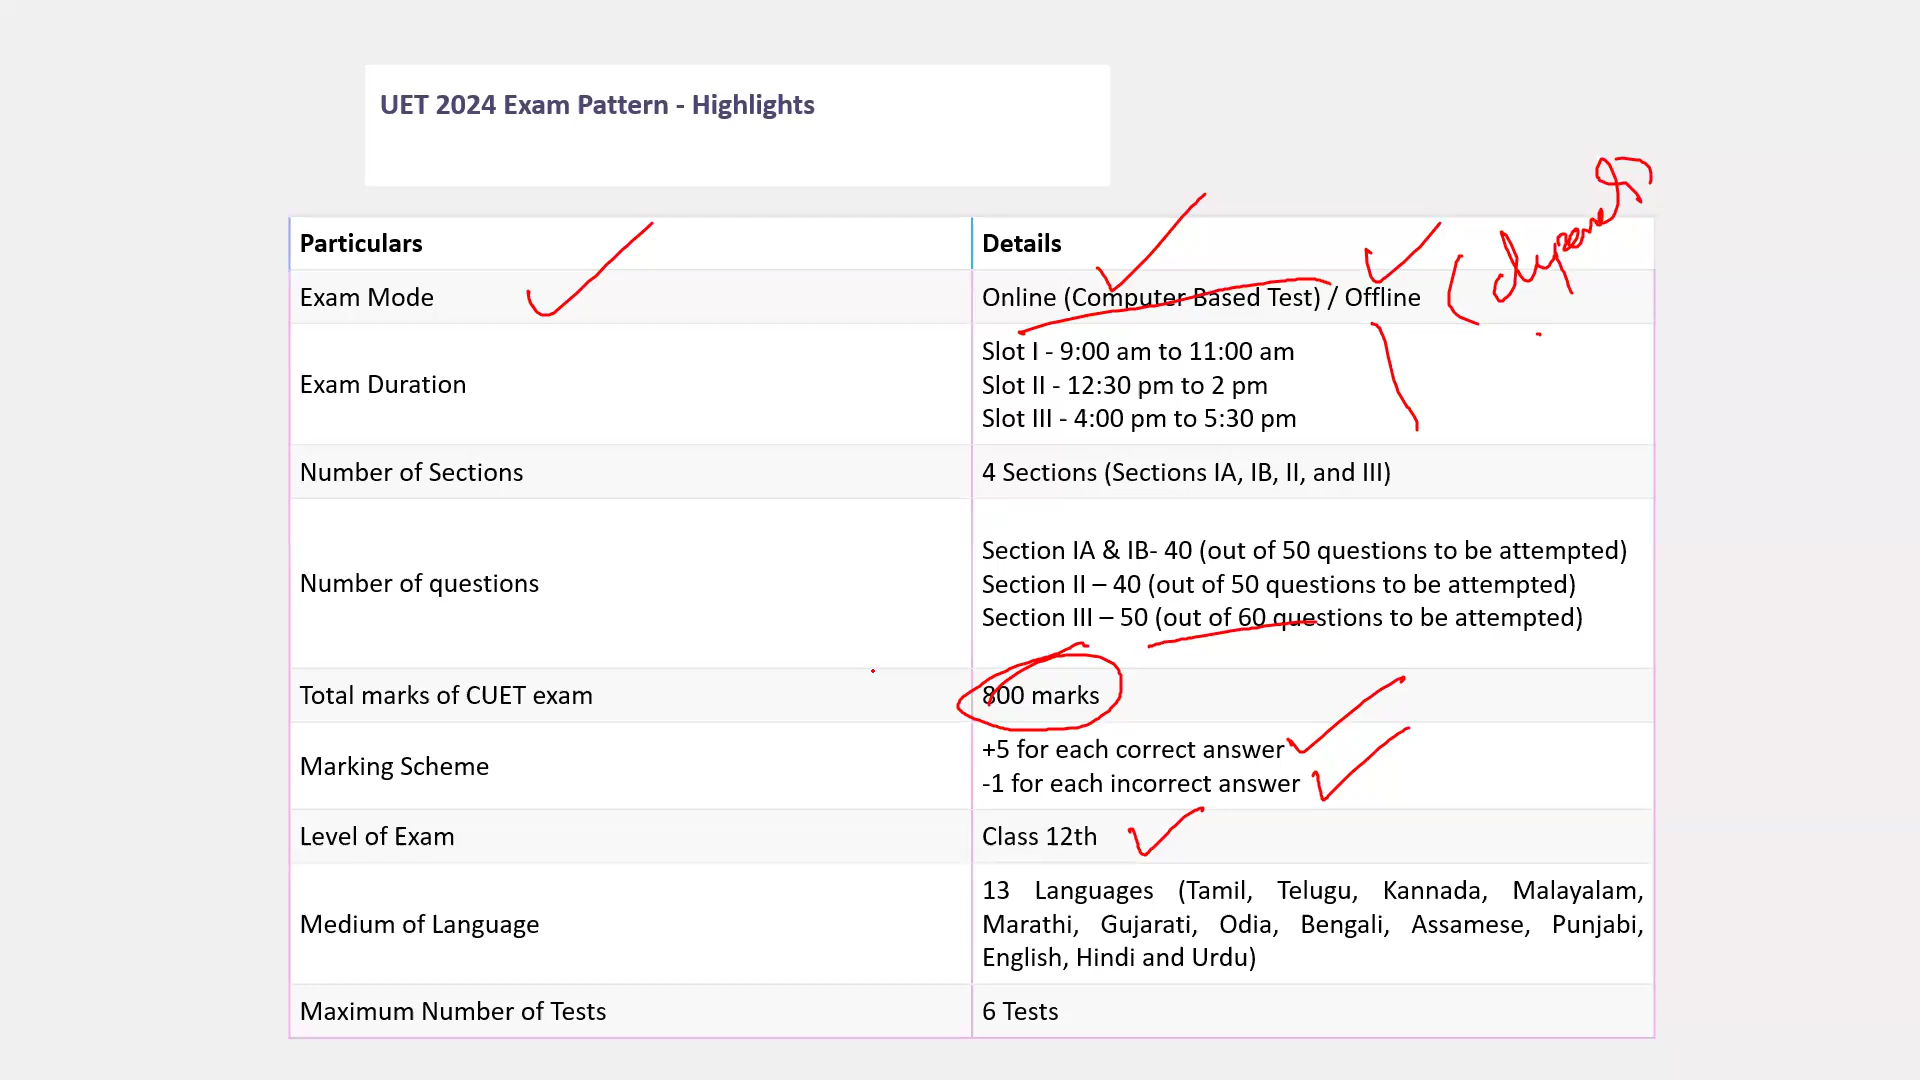 UET 2024 Exam Pattern - Highlights
Particulars
Details
Exam Mode
Online (Computer Based Test) / Offline
Exam Duration
Slot I - 9:00 am to 11:00 am
Slot II - 12:30 pm to 2 pm
Slot III - 4:00 pm to 5:30 pm
Number of Sections
4 Sections (Sections IA, IB, II, and III)
Number of questions
Section IA & IB- 40 (out of 50 questions to be attempted)
Section II – 40 (out of 50 questions to be attempted)
Section III – 50 (out of 60 questions to be attempted)
Total marks of CUET exam
800 marks
Marking Scheme
+5 for each correct answer
-1 for each incorrect answer
Level of Exam
Class 12th
Medium of Language
13 Languages (Tamil, Telugu, Kannada, Malayalam,
Marathi, Gujarati, Odia, Bengali, Assamese, Punjabi,
English, Hindi and Urdu)
Maximum Number of Tests
6 Tests